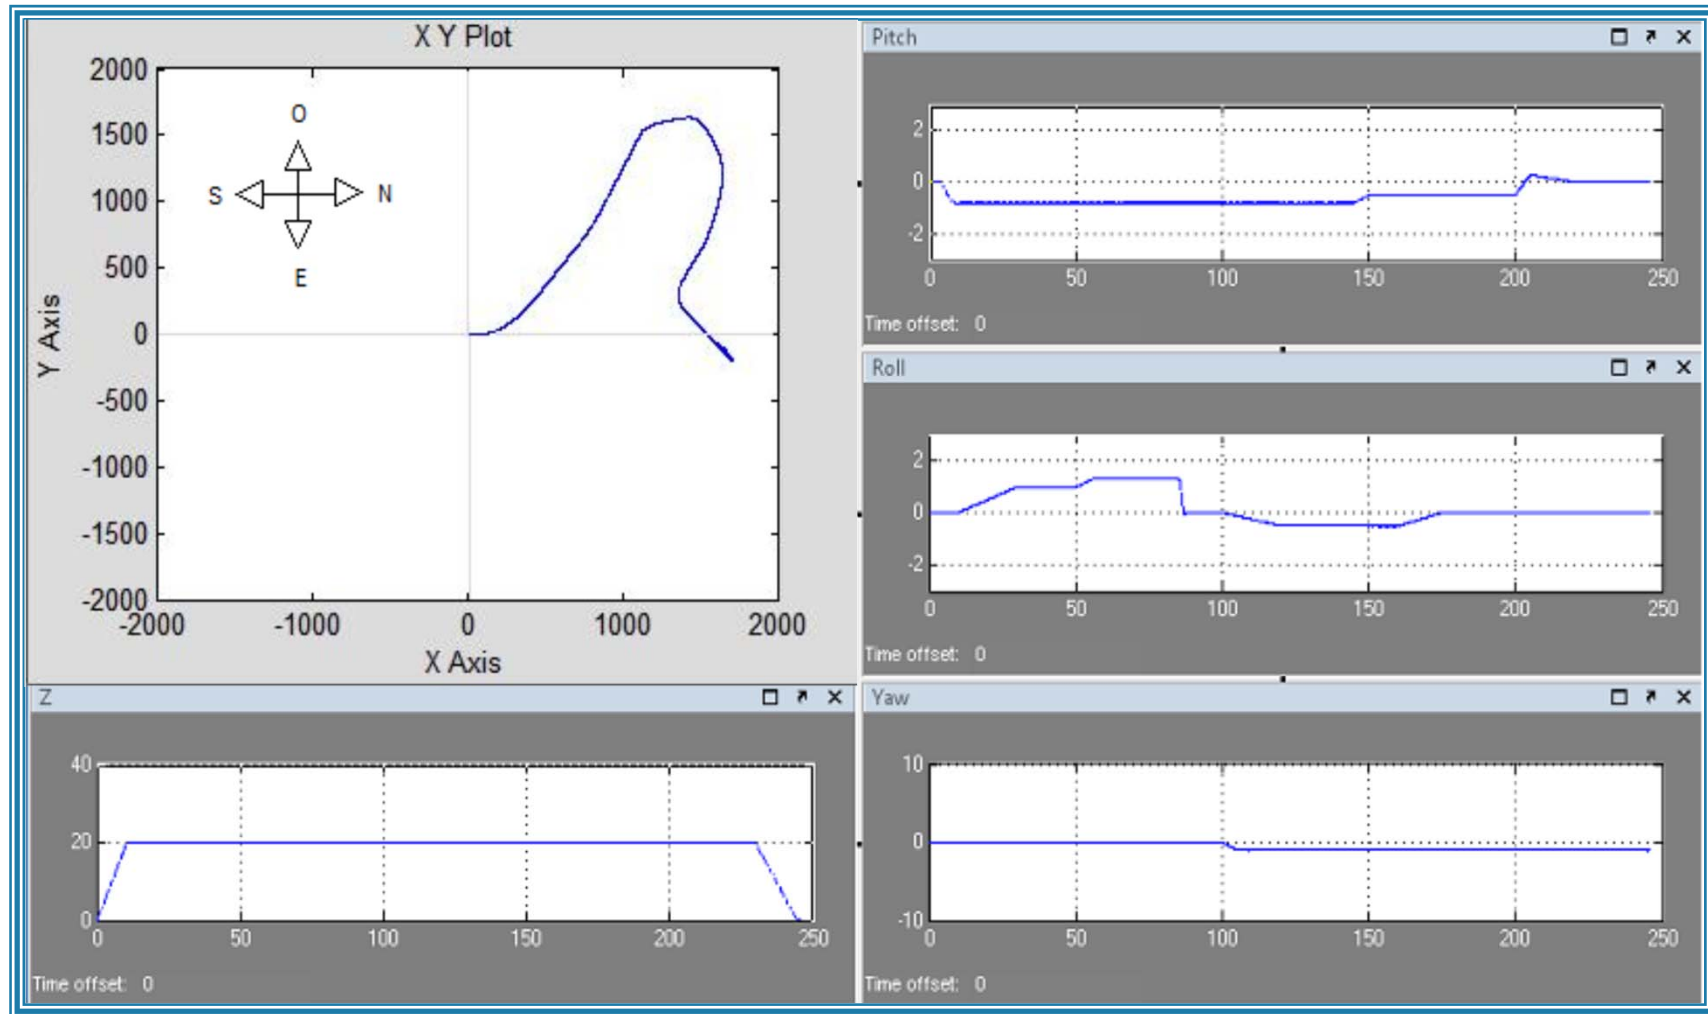 X Y Plot
2000
1500
1000
500
0
-500
-1000
-1500
-2000
-2000 -1000 0 1000 2000
X Axis
Y Axis
O
S N
E
Pitch
2
0
-2
0 50 100 150 200 250
Time offset: 0
Roll
2
0
-2
0 50 100 150 200 250
Time offset: 0
Z
40
20
0
0 50 100 150 200 250
Time offset: 0
Yaw
10
0
-10
0 50 100 150 200 250
Time offset: 0